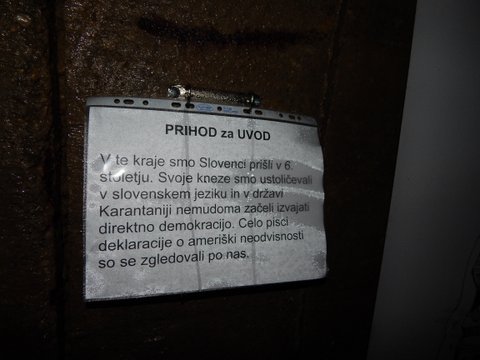 PRIHOD za UVOD
V te kraje smo Slovenci prišli v 6.
stoletju. Svoje kneze smo ustoličevali
v slovenskem jeziku in v državi
Karantaniji nemudoma začeli izvajati
direktno demokracijo. Celo pisci
deklaracije o ameriški neodvisnosti
so se zgledovali po nas.